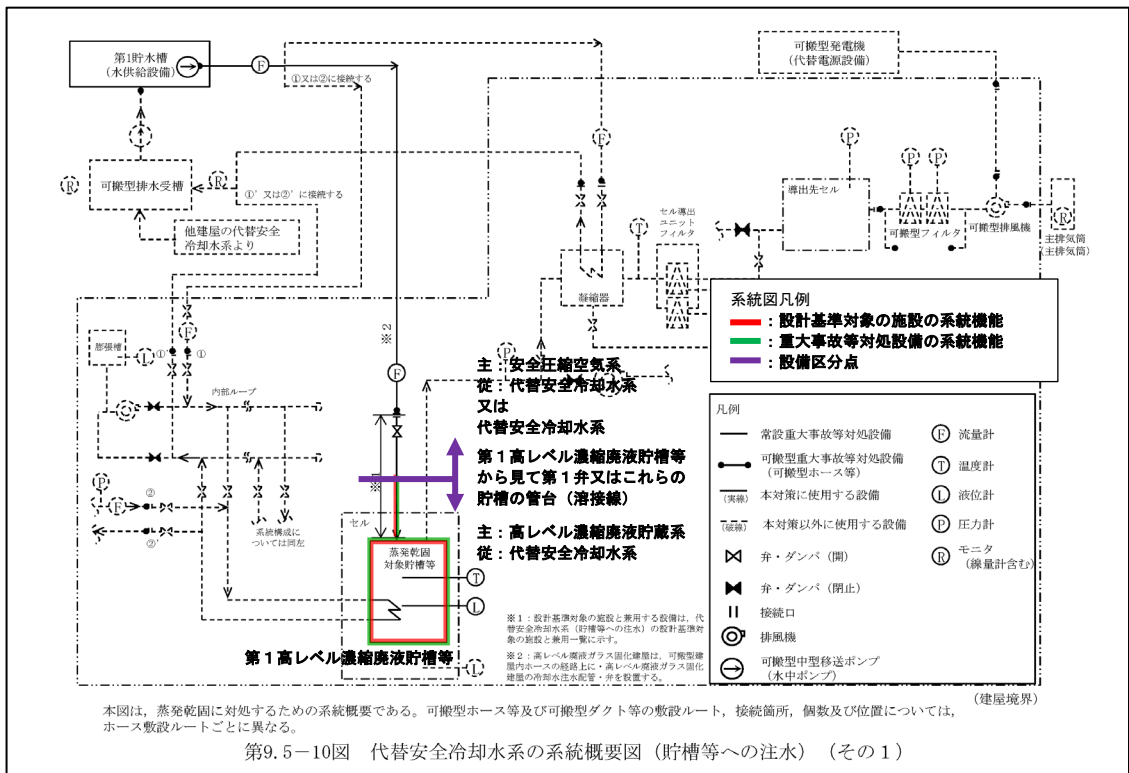 第1貯水槽
(水供給設備)
F
①又は②に接続する
可搬型発電機
(代替電源設備)
F
P
P
P
R
可搬型排水受槽
R
①’又は②’に接続する
導出先セル
セル導出
ユニット
フィルタ
T
可搬型フィルタ
可搬型排風機
R
主排気筒
(主排気筒)
他建屋の代替安全
冷却水系より
凝縮器
※2
系統図凡例
:設計基準対象の施設の系統機能
:重大事故等対処設備の系統機能
:設備区分点
膨張槽
L
F
①’
①
P
F
主:安全圧縮空気系
従:代替安全冷却水系
又は
代替安全冷却水系
内部ループ
第1高レベル濃縮廃液貯槽等
から見て第1弁又はこれらの
貯槽の管台(溶接線)
※1
P
F
②
②’
系統構成に
ついては同左
セル
主:高レベル濃縮廃液貯蔵系
従:代替安全冷却水系
蒸発乾固
対象貯槽等
T
L
第1高レベル濃縮廃液貯槽等
L
※1:設計基準対象の施設と兼用する設備は,代
替安全冷却水系(貯槽等への注水)の設計基準対
象の施設と兼用一覧に示す。
※2:高レベル廃液ガラス固化建屋は,可搬型建
屋内ホースの経路上に・高レベル廃液ガラス固化
建屋の冷却水注水配管・弁を設置する。
凡例
常設重大事故等対処設備
F 流量計
可搬型重大事故等対処設備
(可搬型ホース等)
T 温度計
(実線) 本対策に使用する設備
L 液位計
(破線) 本対策以外に使用する設備
P 圧力計
弁・ダンパ(開)
R モニタ
(線量計含む)
弁・ダンパ(閉止)
接続口
排風機
可搬型中型移送ポンプ
(水中ポンプ)
(建屋境界)
本図は,蒸発乾固に対処するための系統概要である。可搬型ホース等及び可搬型ダクト等の敷設ルート,接続箇所,個数及び位置については,
ホース敷設ルートごとに異なる。
第9.5-10図 代替安全冷却水系の系統概要図(貯槽等への注水)(その1)